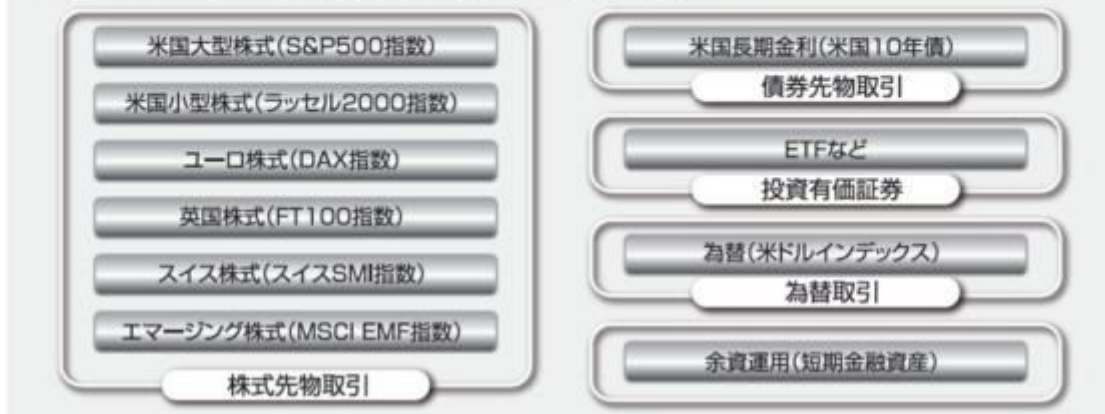 米国大型株式(S&P500指数)
米国小型株式(ラッセル2000指数)
ユーロ株式(DAX指数)
英国株式(FT100指数)
スイス株式(スイスSMI指数)
エマージング株式(MSCI EMF指数)
株式先物取引
米国長期金利(米国10年債)
債券先物取引
ETFなど
投資有価証券
為替(米ドルインデックス)
為替取引
余資運用(短期金融資産)